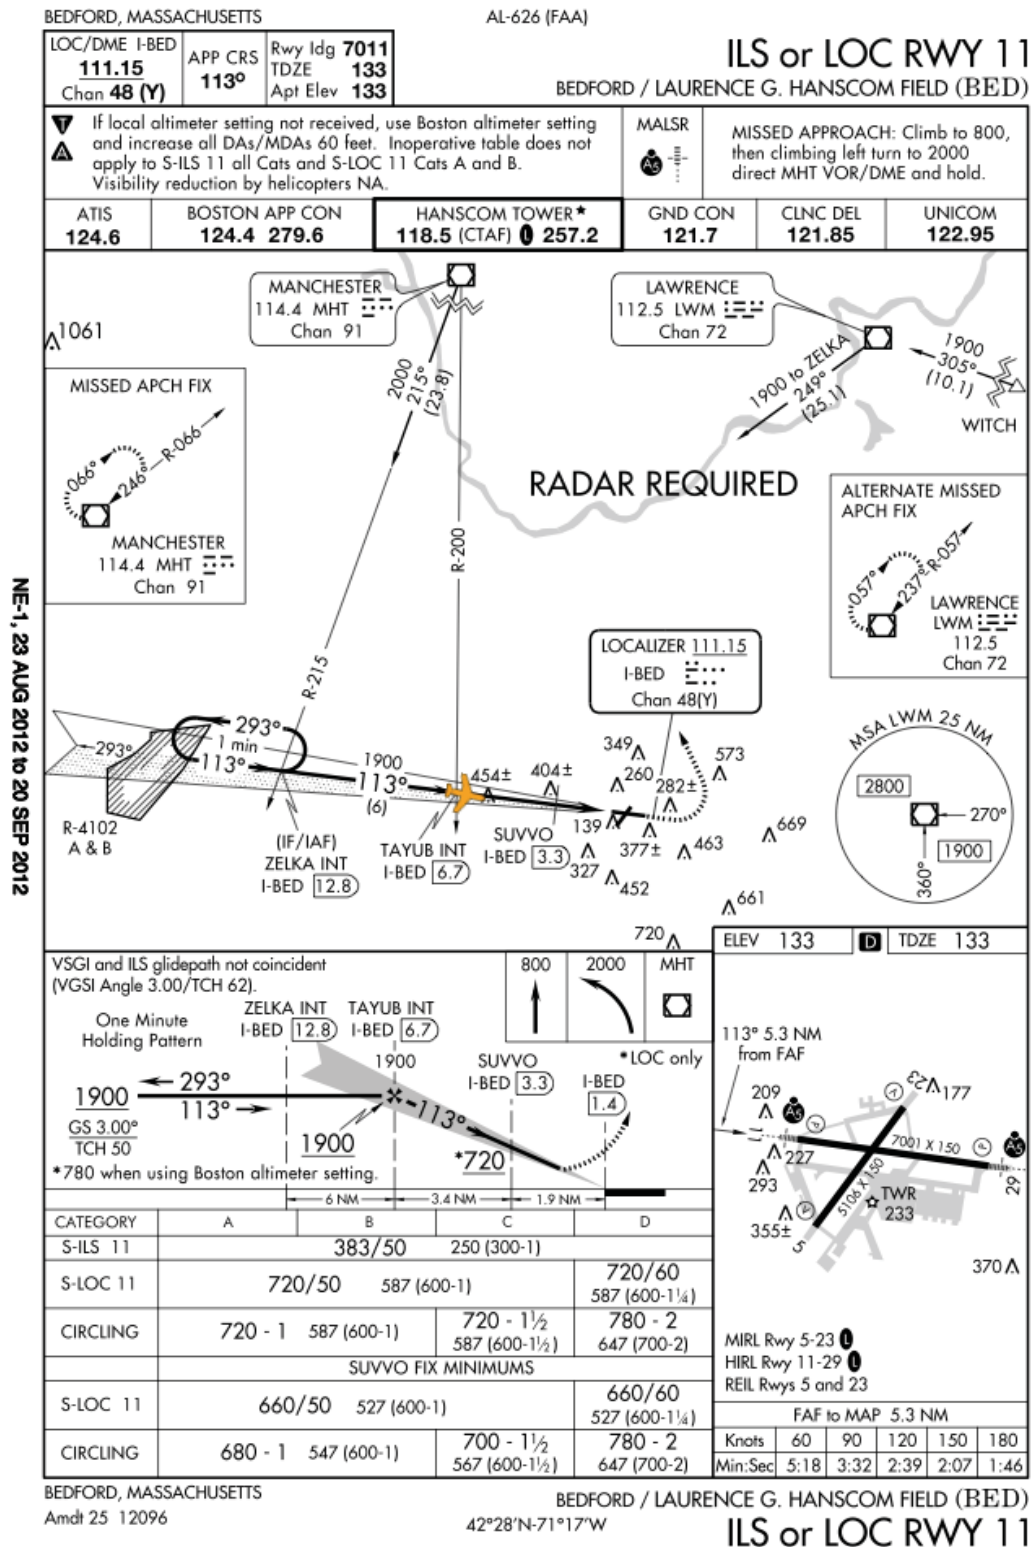 BEDFORD, MASSACHUSETTS
AL-626 (FAA)
LOC/DME I-BED
111.15
Chan 48 (Y)
APP CRS
113°
Rwy ldg 7011
TDZE 133
Apt Elev 133
ILS or LOC RWY 11
BEDFORD / LAURENCE G. HANSCOM FIELD (BED)
T
A
If local altimeter setting not received, use Boston altimeter setting
and increase all DAs/MDAs 60 feet. Inoperative table does not
apply to S-ILS 11 all Cats and S-LOC 11 Cats A and B.
Visibility reduction by helicopters NA.
MALSR
A5
MISSED APPROACH: Climb to 800,
then climbing left turn to 2000
direct MHT VOR/DME and hold.
ATIS
124.6
BOSTON APP CON
124.4 279.6
HANSCOM TOWER*
118.5 (CTAF) L 257.2
GND CON
121.7
CLNC DEL
121.85
UNICOM
122.95
MANCHESTER
114.4 MHT
Chan 91
LAWRENCE
112.5 LWM
Chan 72
1061
2000
215°
(23.8)
1900 to ZELKA
249°
(25.1)
1900
305°
(10.1)
WITCH
MISSED APCH FIX
066°
246°
R-066
MANCHESTER
114.4 MHT
Chan 91
RADAR REQUIRED
ALTERNATE MISSED
APCH FIX
057°
237°
R-057
LAWRENCE
LWM
112.5
Chan 72
R-200
R-215
LOCALIZER 111.15
I-BED
Chan 48(Y)
NE-1, 23 AUG 2012 to 20 SEP 2012
293°
293°
1 min
113°
1900
113°
(6)
454±
404±
349
260
282±
573
139
377±
463
669
327
452
661
720
R-4102
A & B
(IF/IAF)
ZELKA INT
I-BED 12.8
TAYUB INT
I-BED 6.7
SUVVO
I-BED 3.3
MSA LWM 25 NM
2800
270°
1900
360°
VSGI and ILS glidepath not coincident
(VGSI Angle 3.00/TCH 62).
One Minute
Holding Pattern
ZELKA INT
I-BED 12.8
TAYUB INT
I-BED 6.7
1900
SUVVO
I-BED 3.3
I-BED
1.4
800
2000
MHT
*LOC only
1900
293°
113°
GS 3.00°
TCH 50
113°
1900
*720
*780 when using Boston altimeter setting.
6 NM
3.4 NM
1.9 NM
CATEGORY A B C D
S-ILS 11 383/50 250 (300-1)
S-LOC 11 720/50 587 (600-1) 720/60 587 (600-1¼)
CIRCLING 720 - 1 587 (600-1) 720 - 1½ 587 (600-1½) 780 - 2 647 (700-2)
SUVVO FIX MINIMUMS
S-LOC 11 660/50 527 (600-1) 660/60 527 (600-1¼)
CIRCLING 680 - 1 547 (600-1) 700 - 1½ 567 (600-1½) 780 - 2 647 (700-2)
ELEV 133
D
TDZE 133
113° 5.3 NM
from FAF
209
A5
P
V
23
177
7001 X 150
P
A5
227
293
29
5106 X 150
TWR
233
355±
V
5
370
MIRL Rwy 5-23 L
HIRL Rwy 11-29 L
REIL Rwys 5 and 23
FAF to MAP 5.3 NM
Knots 60 90 120 150 180
Min:Sec 5:18 3:32 2:39 2:07 1:46
BEDFORD, MASSACHUSETTS
Amdt 25 12096
42°28'N-71°17'W
BEDFORD / LAURENCE G. HANSCOM FIELD (BED)
ILS or LOC RWY 11